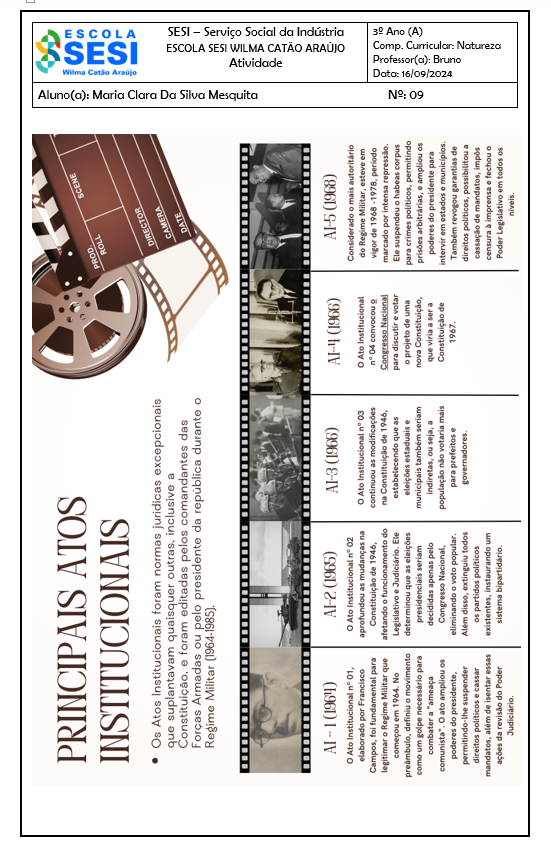 ESCOLA
SESI
Wilma Catão Araújo
SESI – Serviço Social da Indústria
ESCOLA SESI WILMA CATÃO ARAÚJO
Atividade
3º Ano (A)
Comp. Curricular: Natureza
Professor(a): Bruno
Data: 16/09/2024
Aluno(a): Maria Clara Da Silva Mesquita
Nº: 09
PRINCIPAIS ATOS
INSTITUCIONAIS
• Os Atos Institucionais foram normas jurídicas excepcionais
que suplantavam quaisquer outras, inclusive a
Constituição, e foram editadas pelos comandantes das
Forças Armadas ou pelo presidente da república durante o
Regime Militar (1964-1985).
PROD
ROLL
SCENE
DIRECTOR
CAMERA
DATE
AI - 1 (1964)
O Ato Institucional nº 01,
elaborado por Francisco
Campos, foi fundamental para
legitimar o Regime Militar que
começou em 1964. No
preâmbulo, definiu o movimento
como um golpe necessário para
combater a "ameaça
comunista". O ato ampliou os
poderes do presidente,
permitindo-lhe suspender
direitos políticos e cassar
mandatos, além de isentar essas
ações da revisão do Poder
Judiciário.
AI-2 (1965)
O Ato Institucional nº 02
aprofundou as mudanças na
Constituição de 1946,
afetando o funcionamento do
Legislativo e Judiciário. Ele
determinou que as eleições
presidenciais seriam
decididas apenas pelo
Congresso Nacional,
eliminando o voto popular.
Além disso, extinguiu todos
os partidos políticos
existentes, instaurando um
sistema bipartidário.
AI-3 (1966)
O Ato Institucional nº 03
continuou as modificações
na Constituição de 1946,
estabelecendo que as
eleições estaduais e
municipais também seriam
indiretas, ou seja, a
população não votaria mais
para prefeitos e
governadores.
AI-4 (1966)
O Ato Institucional
nº 04 convocou o
Congresso Nacional
para discutir e votar
o projeto de uma
nova Constituição,
que viria a ser a
Constituição de
1967.
AI-5 (1968)
Considerado o mais autoritário
do Regime Militar, esteve em
vigor de 1968 -1978, período
marcado por intensa repressão.
Ele suspendeu o habeas corpus
para crimes políticos, permitindo
prisões arbitrárias, e ampliou os
poderes do presidente para
intervir em estados e municípios.
Também revogou garantias de
direitos políticos, possibilitou a
cassação de mandatos, impôs
censura à imprensa e fechou o
Poder Legislativo em todos os
níveis.